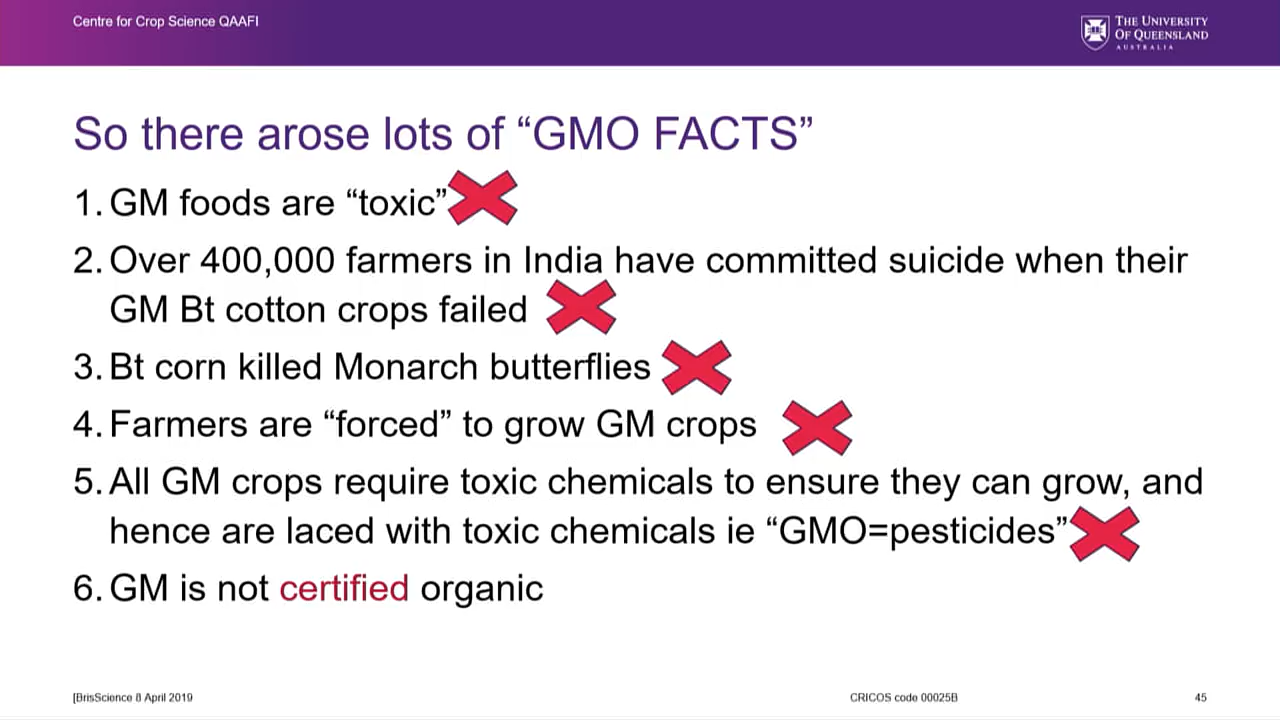 Centre for Crop Science QAAFI
THE UNIVERSITY
OF QUEENSLAND
AUSTRALIA
So there arose lots of “GMO FACTS”
1. GM foods are “toxic”
2. Over 400,000 farmers in India have committed suicide when their
GM Bt cotton crops failed
3. Bt corn killed Monarch butterflies
4. Farmers are “forced” to grow GM crops
5. All GM crops require toxic chemicals to ensure they can grow, and
hence are laced with toxic chemicals ie “GMO=pesticides”
6. GM is not certified organic
[BrisScience 8 April 2019
CRICOS code 00025B
45